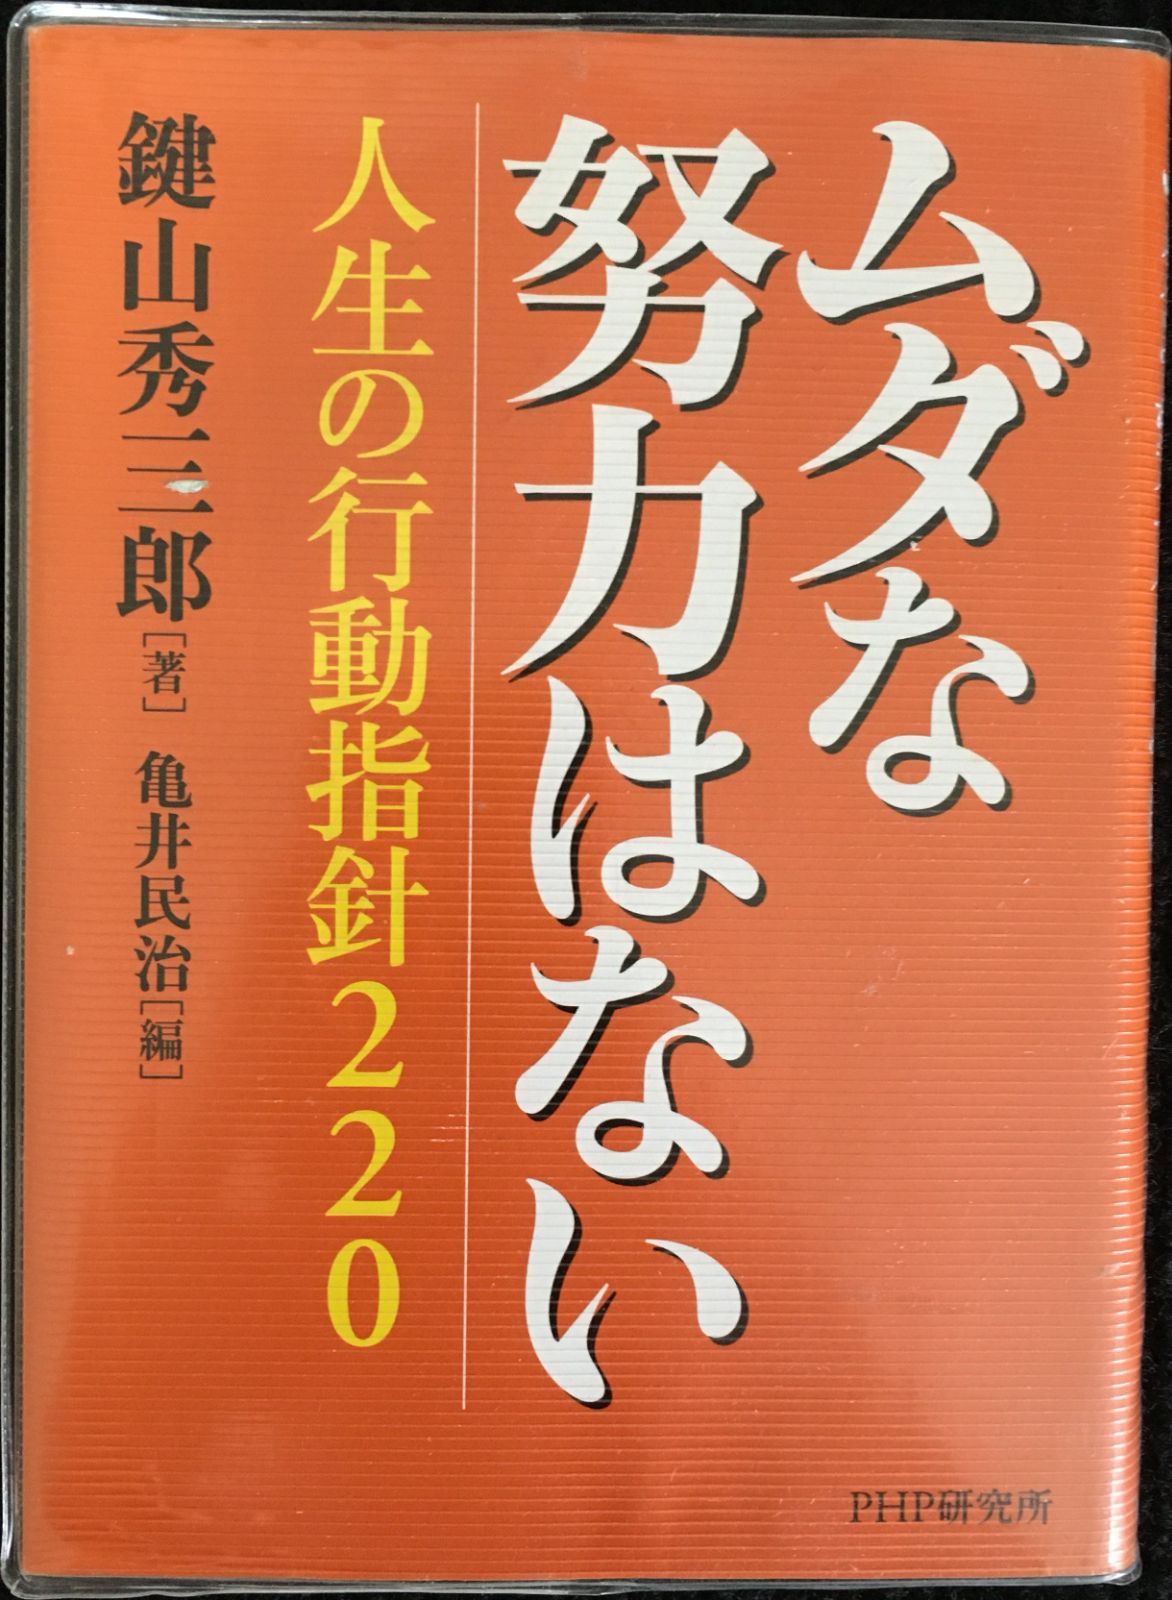 ムダな
努力はない
人生の行動指針220
鍵山秀三郎[著] 亀井民治[編]
PHP研究所